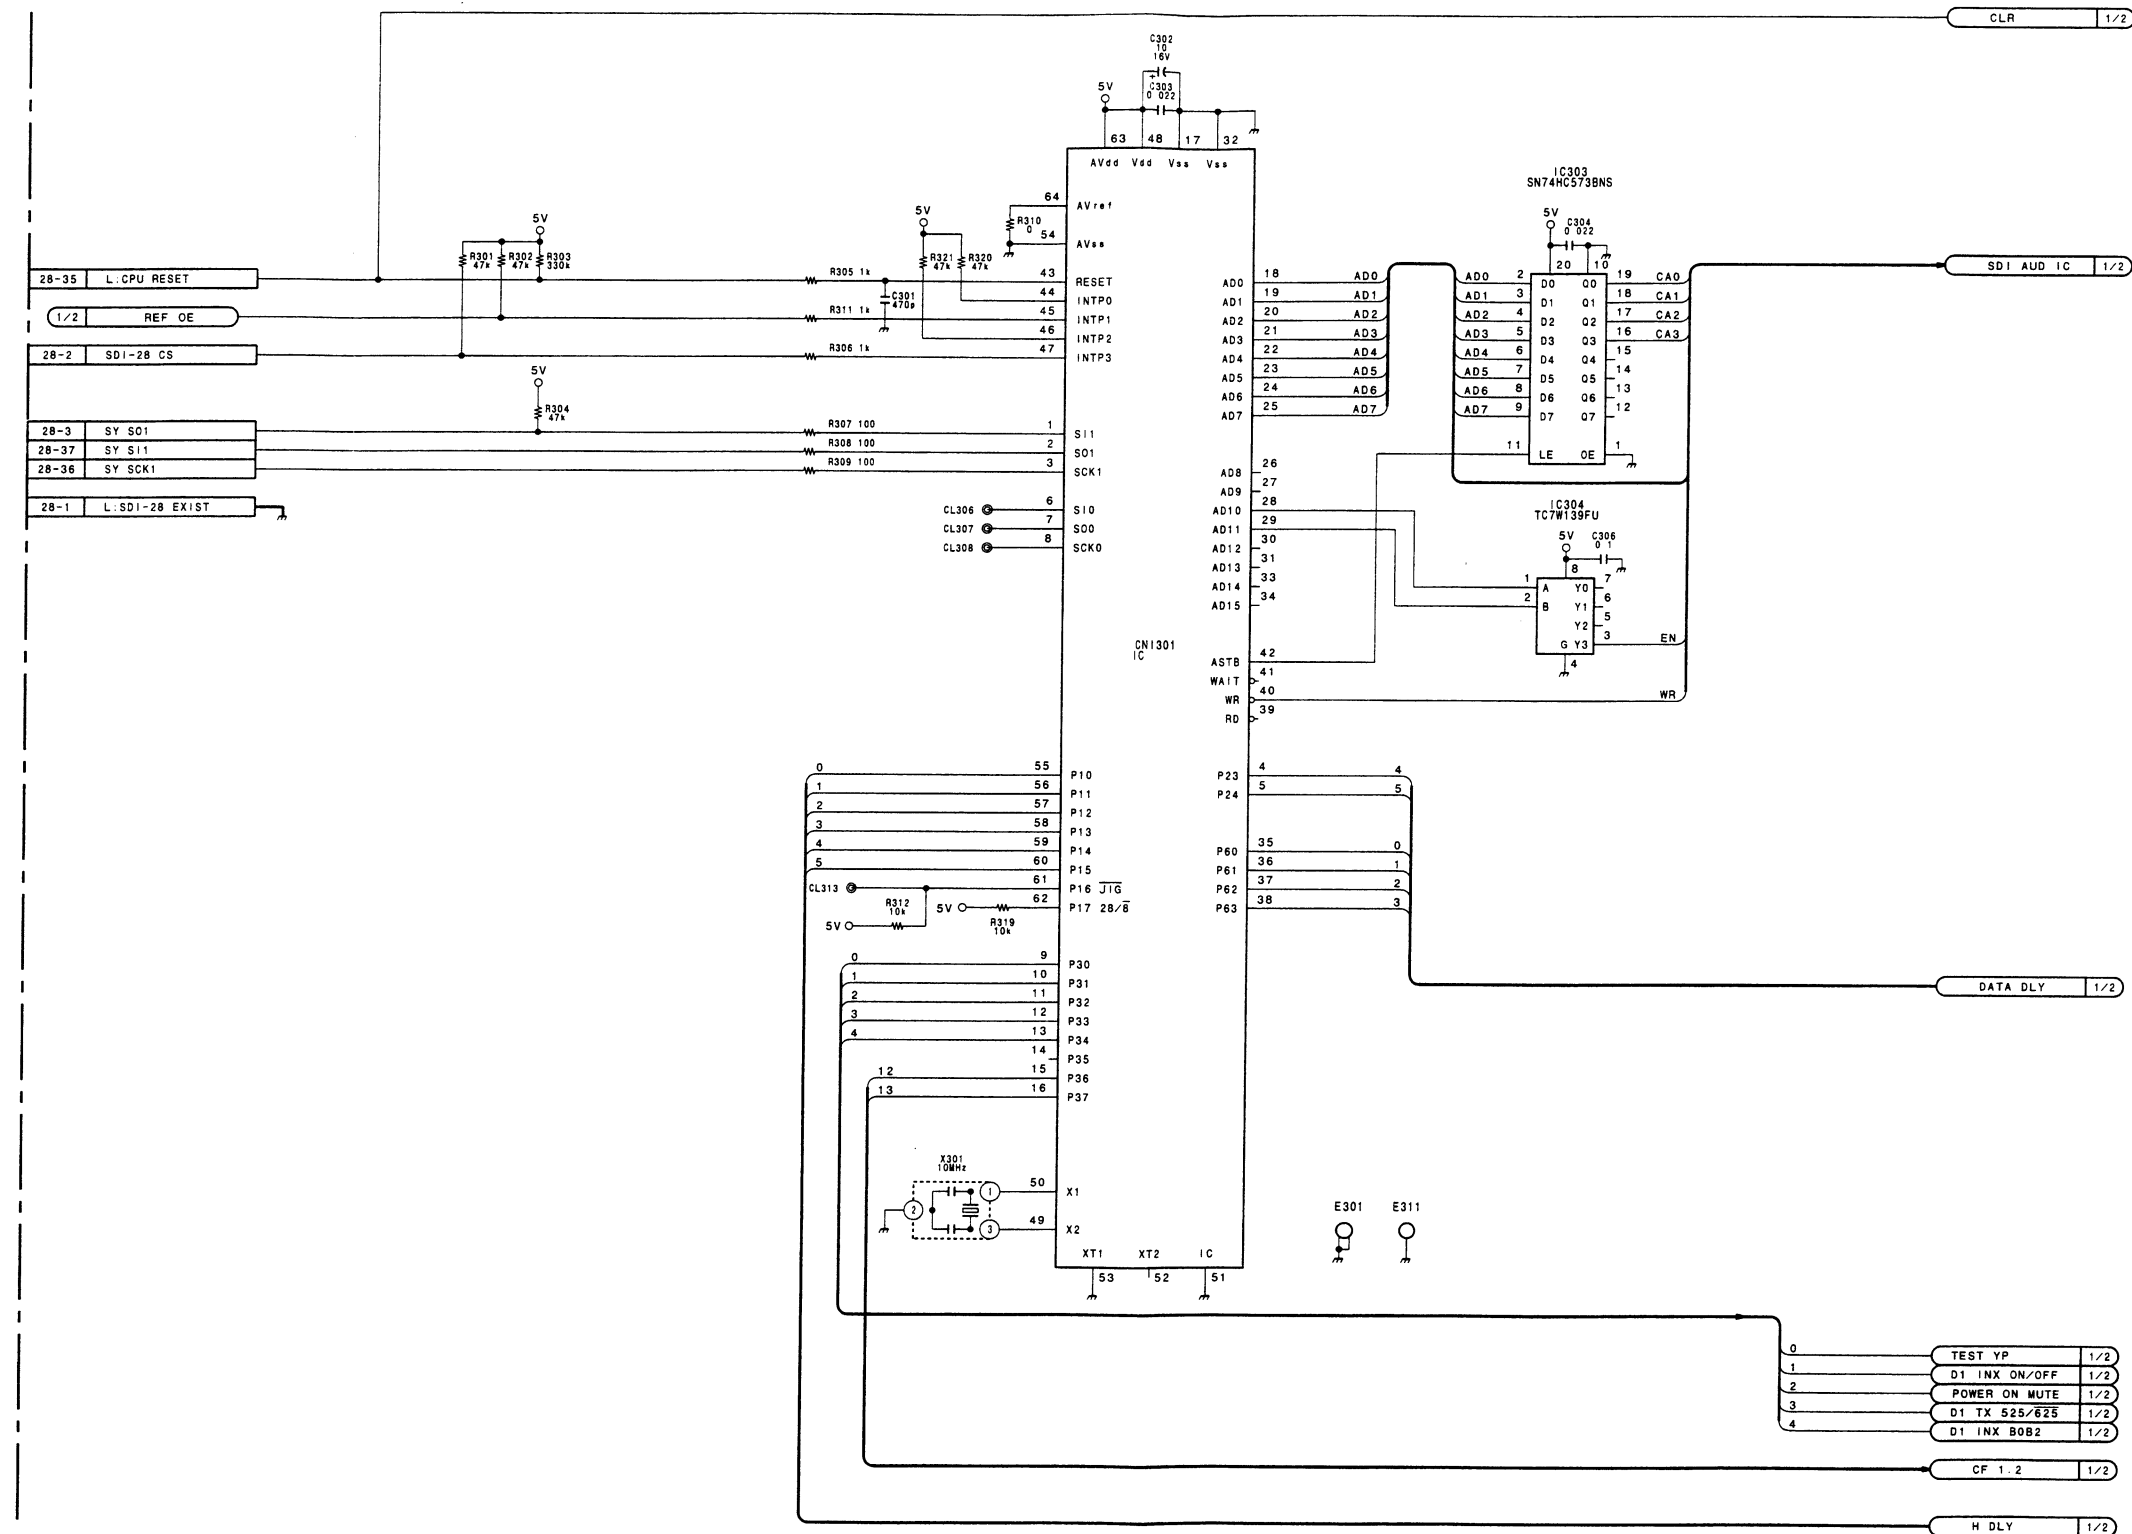 CLR 1/2
C302
10
16V
C303
0 022
5V
63 48 17 32
AVdd Vdd Vss Vss
64 AVref
R310
0
54 AVss
5V
R301
47k
R302
47k
R303
330k
5V
R321
47k
R320
47k
28-35 L:CPU RESET
R305 1k
43 RESET
C301
470p
44 INTP0
1/2 REF OE
R311 1k
45 INTP1
46 INTP2
28-2 SDI-28 CS
R306 1k
47 INTP3
5V
R304
47k
28-3 SY SO1
R307 100
1 SI1
28-37 SY SI1
R308 100
2 SO1
28-36 SY SCK1
R309 100
3 SCK1
28-1 L:SDI-28 EXIST
CL306 6 SI0
CL307 7 SO0
CL308 8 SCK0
AD0 18 AD0
AD1 19 AD1
AD2 20 AD2
AD3 21 AD3
AD4 22 AD4
AD5 23 AD5
AD6 24 AD6
AD7 25 AD7
AD8 26
AD9 27
AD10 28
AD11 29
AD12 30
AD13 31
AD14 33
AD15 34
CNI301
IC
ASTB 42
WAIT 41
WR 40
RD 39
IC303
SN74HC573BNS
5V
C304
0 022
20 10
AD0 2 D0 Q0 19 CA0
AD1 3 D1 Q1 18 CA1
AD2 4 D2 Q2 17 CA2
AD3 5 D3 Q3 16 CA3
AD4 6 D4 Q4 15
AD5 7 D5 Q5 14
AD6 8 D6 Q6 13
AD7 9 D7 Q7 12
11 LE OE 1
SDI AUD IC 1/2
IC304
TC7W139FU
5V
C306
0 1
8
1 A Y0 7
2 B Y1 6
Y2 5
G Y3 3 EN
4
WR
0 55 P10
1 56 P11
2 57 P12
3 58 P13
4 59 P14
5 60 P15
CL313 61 P16 J̅I̅G̅
R312
10k
5V
5V
R319
10k
62 P17 28/8̅
P23 4 4
P24 5 5
P60 35 0
P61 36 1
P62 37 2
P63 38 3
DATA DLY 1/2
0 9 P30
1 10 P31
2 11 P32
3 12 P33
4 13 P34
14 P35
12 15 P36
13 16 P37
X301
10MHz
1 50 X1
2
3 49 X2
XT1 XT2 IC
53 52 51
E301 E311
0 TEST YP 1/2
1 D1 INX ON/OFF 1/2
2 POWER ON MUTE 1/2
3 D1 TX 525/6̅2̅5̅ 1/2
4 D1 INX BOB2 1/2
CF 1.2 1/2
H DLY 1/2